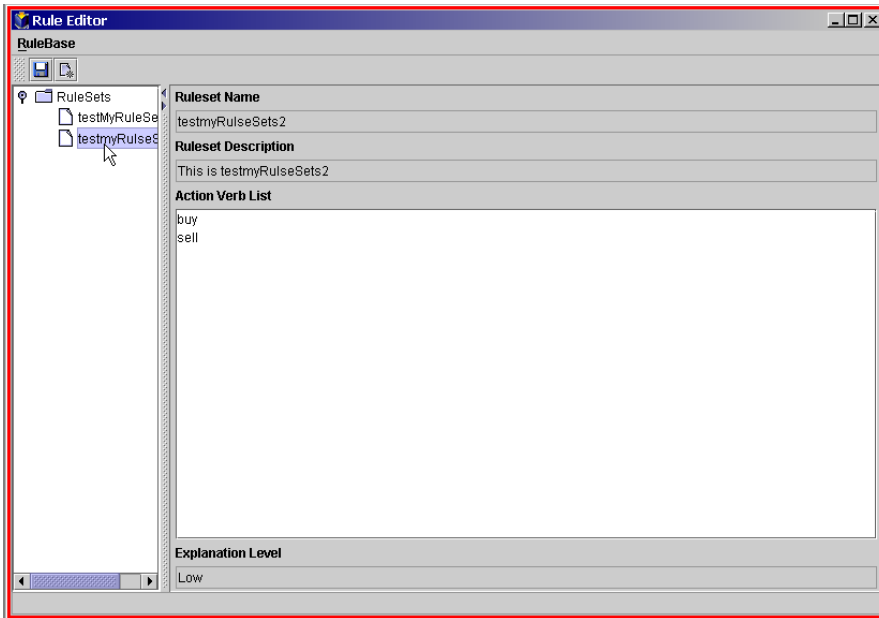 Rule Editor
RuleBase
RuleSets
testMyRuleSe
testmyRulseS
Ruleset Name
testmyRulseSets2
Ruleset Description
This is testmyRulseSets2
Action Verb List
buy
sell
Explanation Level
Low